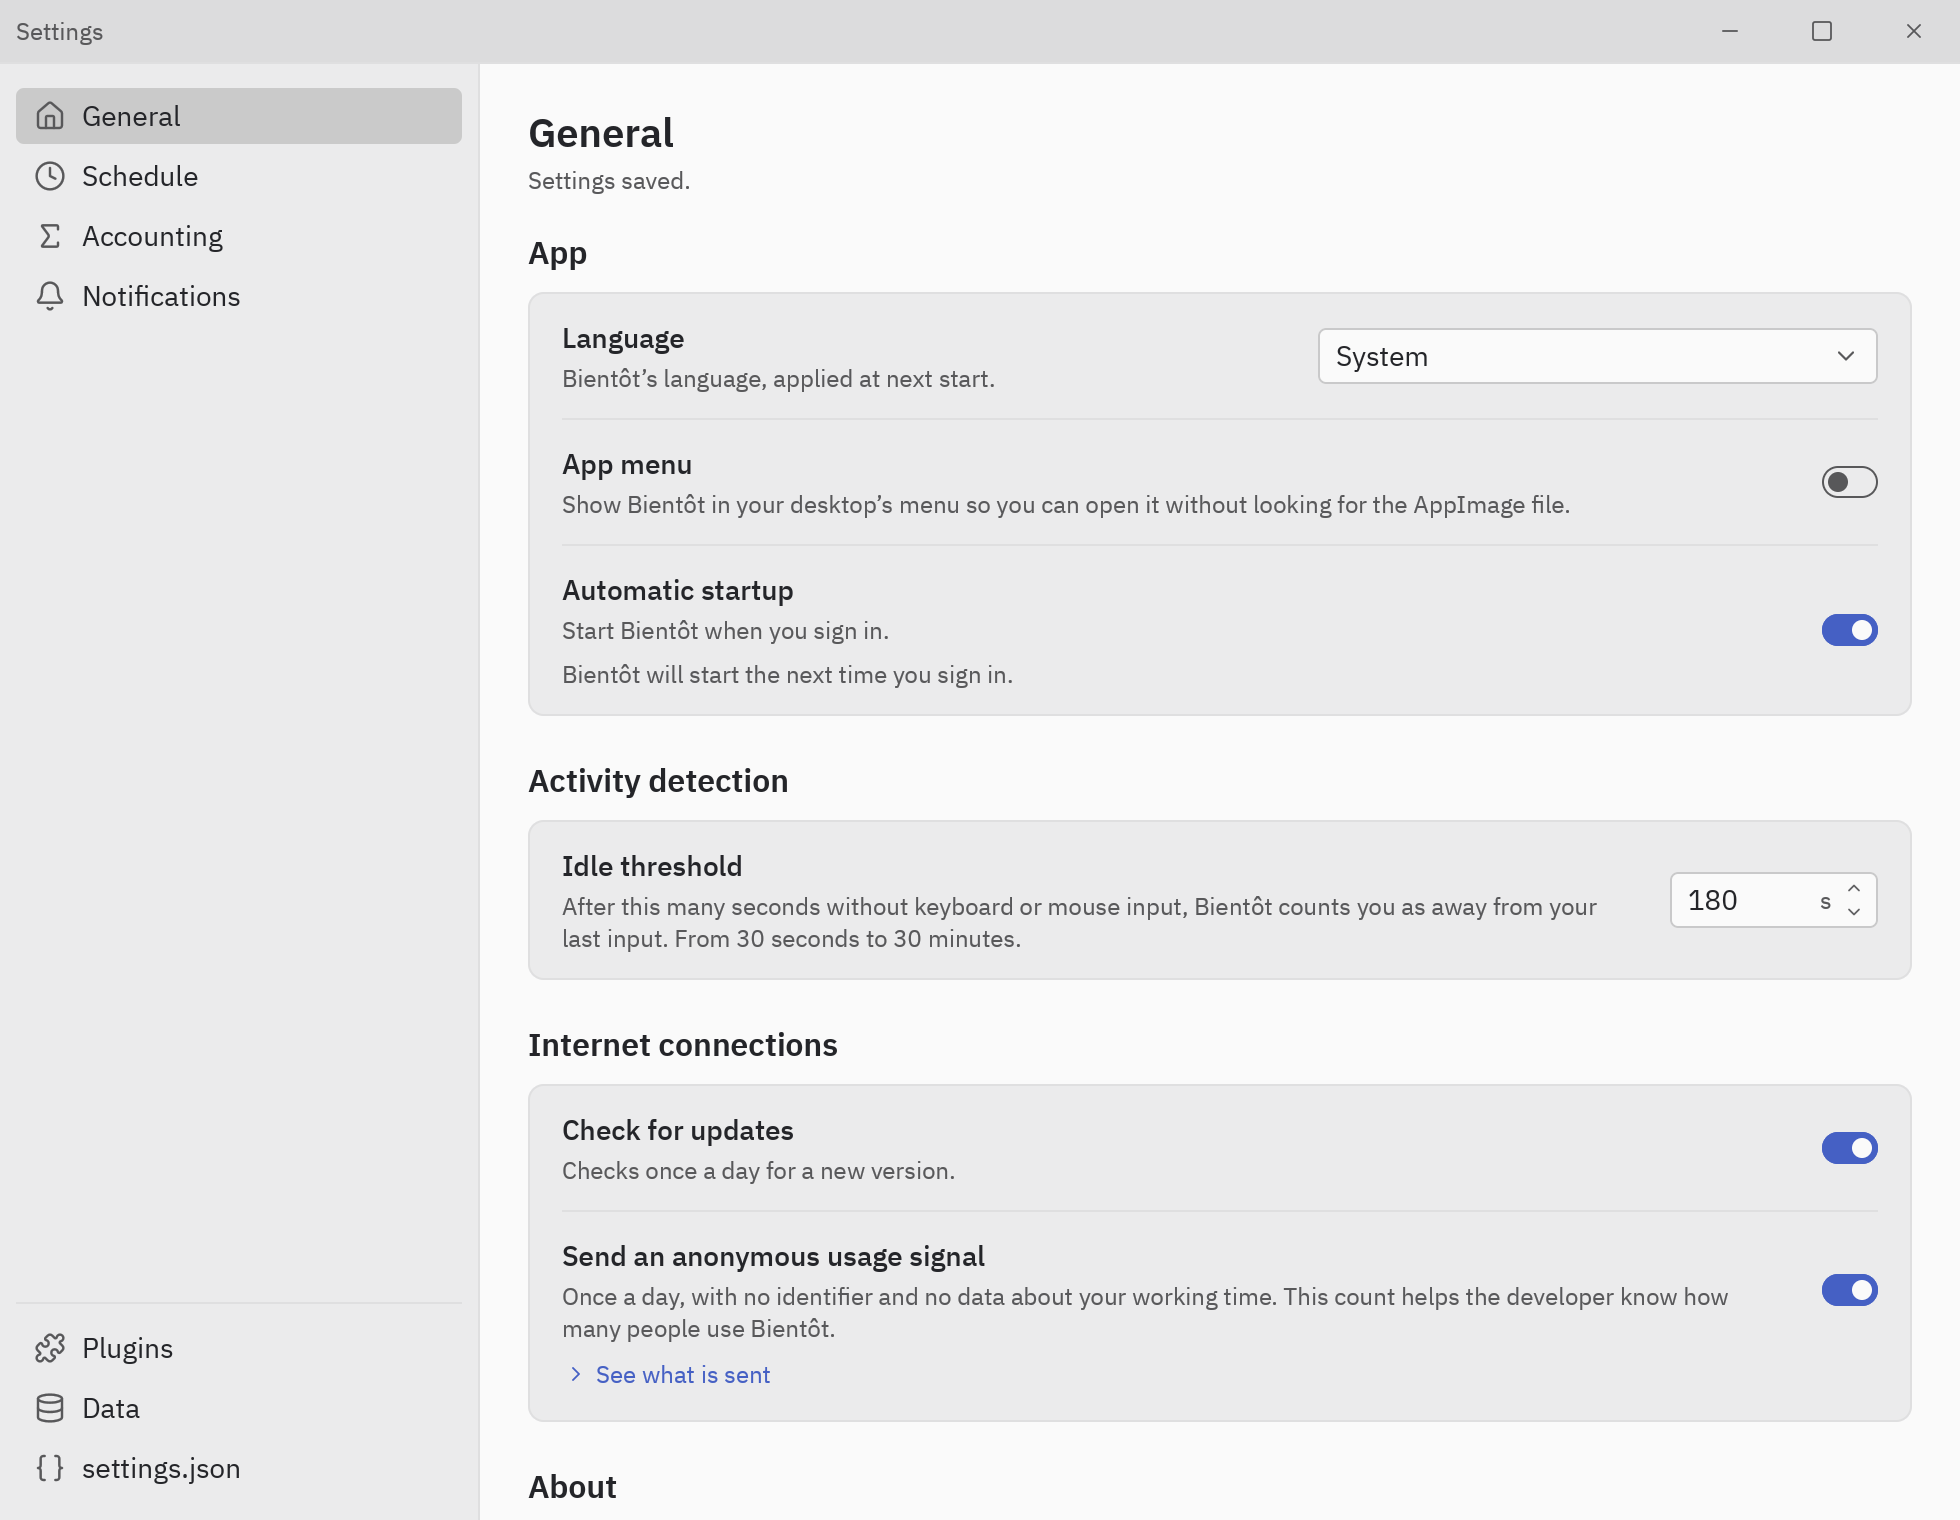 Settings
General
Schedule
Accounting
Notifications
Plugins
Data
settings.json
General
Settings saved.
App
Language
Bientôt’s language, applied at next start.
System
App menu
Show Bientôt in your desktop’s menu so you can open it without looking for the AppImage file.
Automatic startup
Start Bientôt when you sign in.
Bientôt will start the next time you sign in.
Activity detection
Idle threshold
After this many seconds without keyboard or mouse input, Bientôt counts you as away from your
last input. From 30 seconds to 30 minutes.
180 s
Internet connections
Check for updates
Checks once a day for a new version.
Send an anonymous usage signal
Once a day, with no identifier and no data about your working time. This count helps the developer know how
many people use Bientôt.
See what is sent
About